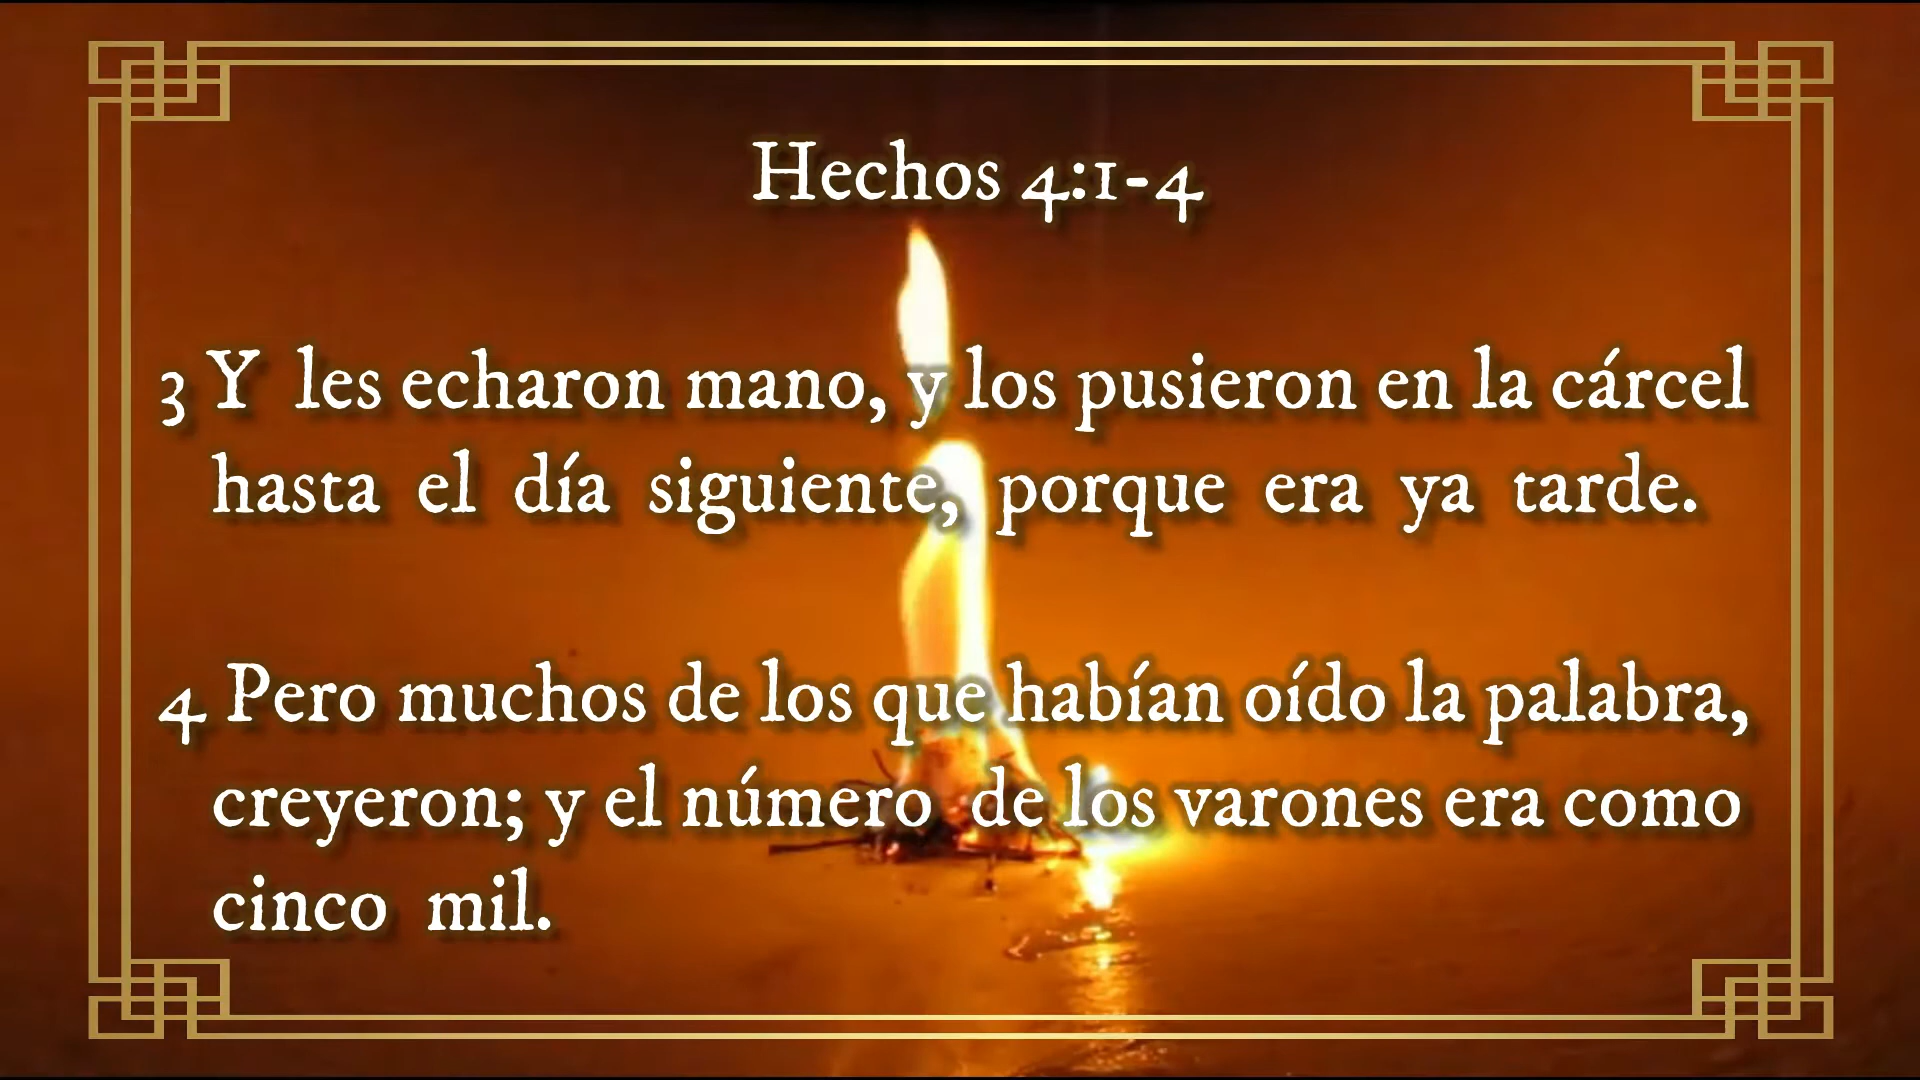 Hechos 4:1-4
3 Y les echaron mano, y los pusieron en la cárcel
hasta el día siguiente, porque era ya tarde.
4 Pero muchos de los que habían oído la palabra,
creyeron; y el número de los varones era como
cinco mil.